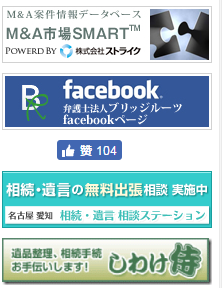 M&A案件情報データベース
M&A市場SMART™
POWERD BY 株式会社ストライク
facebook
弁護士法人ブリッジルーツ
facebookページ
BR
赞 104
相続・遺言の無料出張相談 実施中
名古屋 愛知 相続・遺言 相談ステーション
遺品整理、相続手続
お手伝いします!
しわけ侍